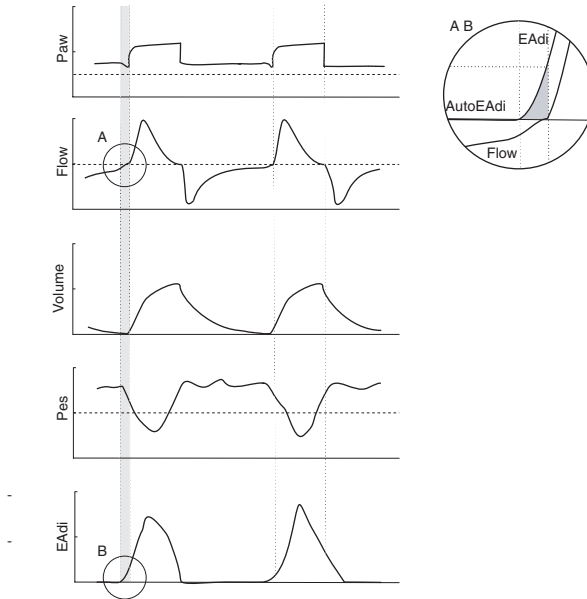 Paw
A B
EAdi
AutoEAdi
Flow
A
Flow
Volume
Pes
-
-
EAdi
B